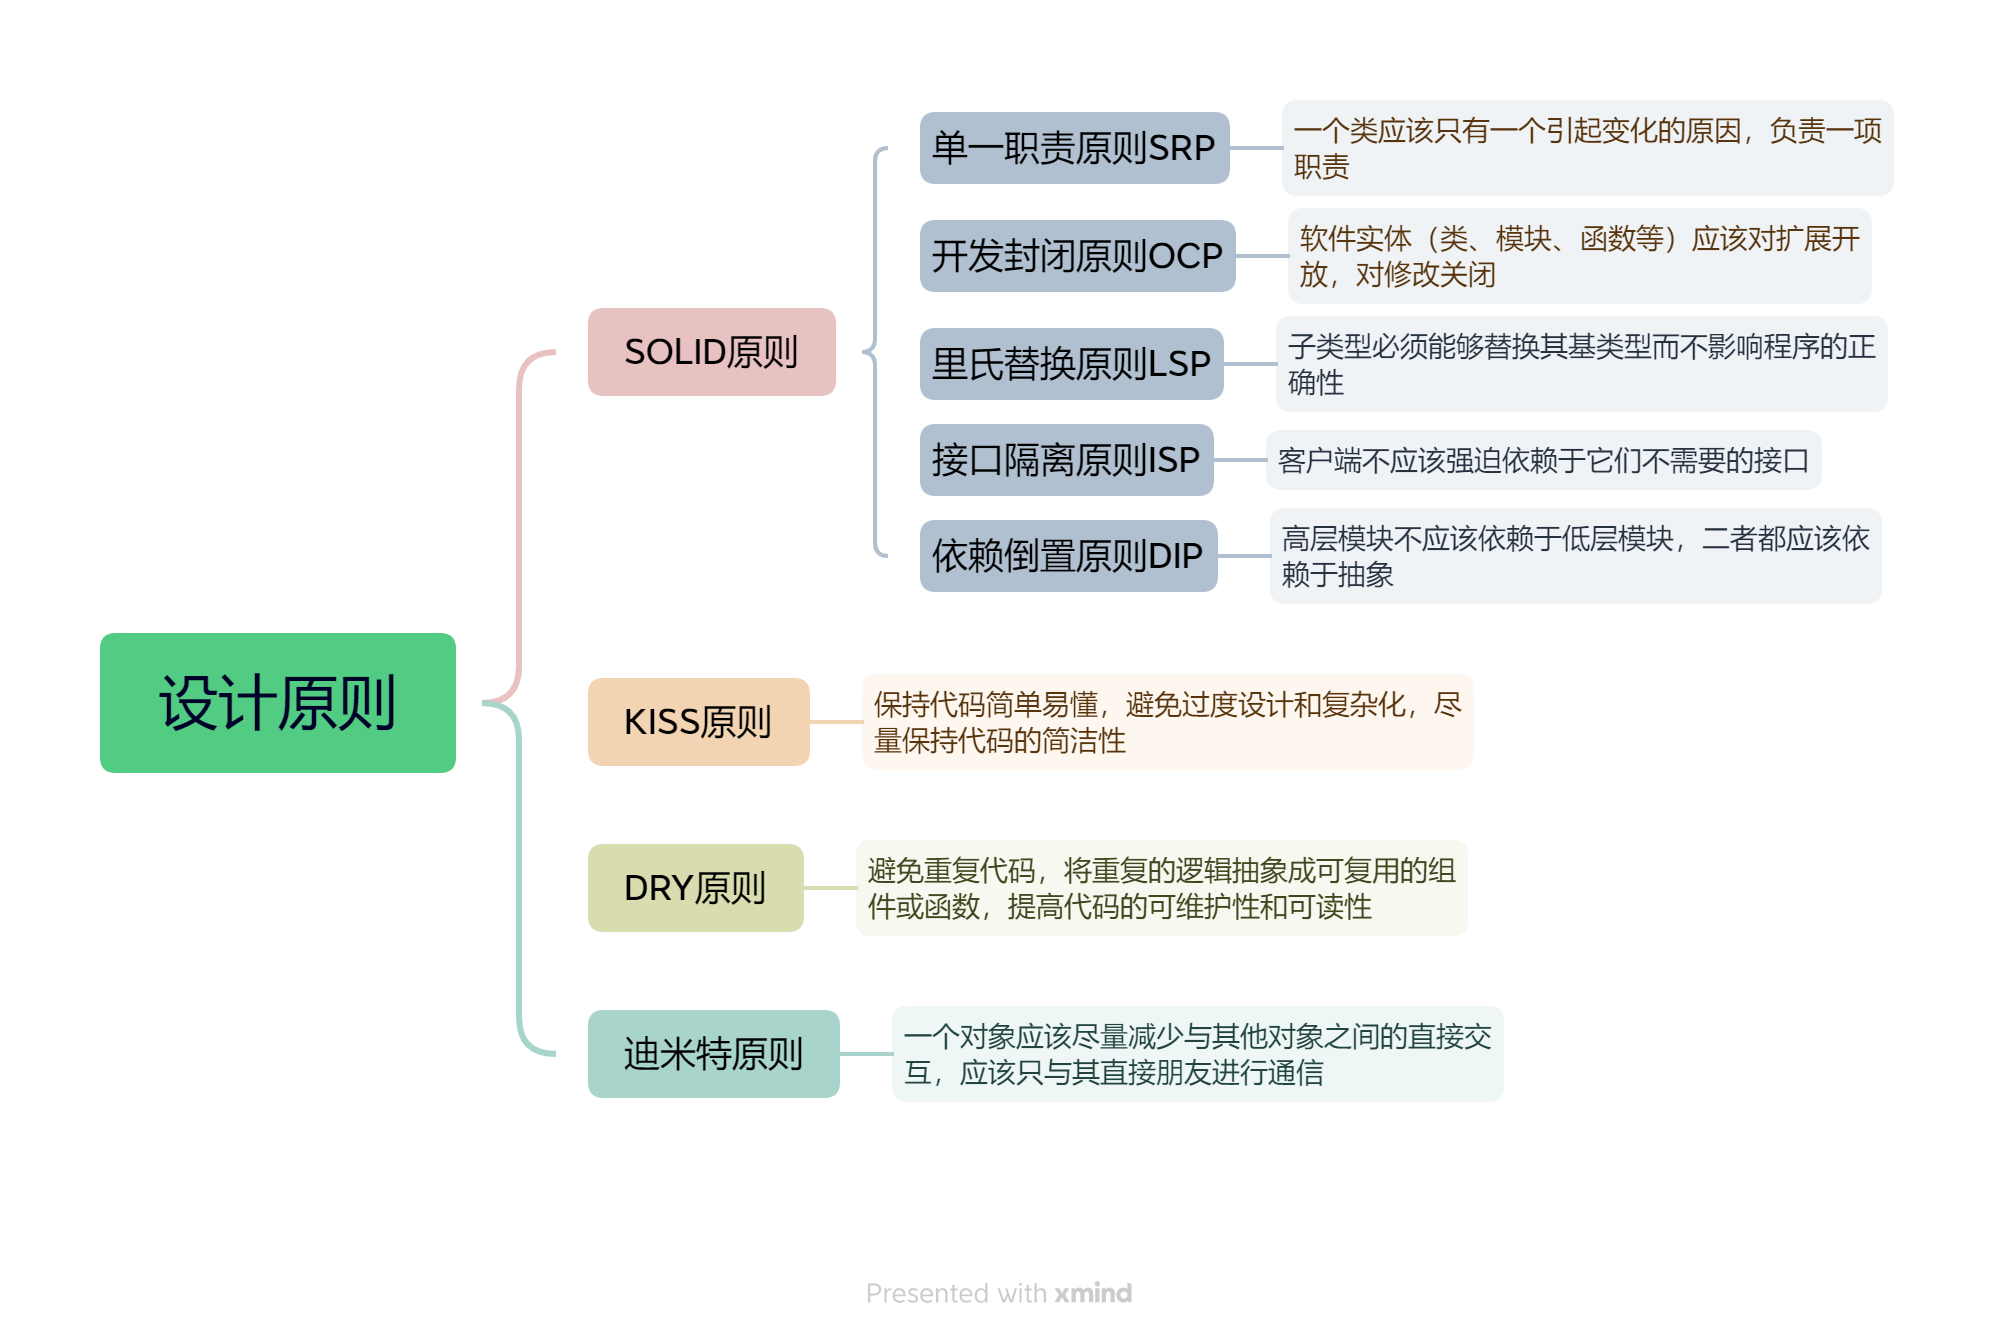 设计原则
SOLID原则
单一职责原则SRP
一个类应该只有一个引起变化的原因，负责一项
职责
开发封闭原则OCP
软件实体（类、模块、函数等）应该对扩展开
放，对修改关闭
里氏替换原则LSP
子类型必须能够替换其基类型而不影响程序的正
确性
接口隔离原则ISP
客户端不应该强迫依赖于它们不需要的接口
依赖倒置原则DIP
高层模块不应该依赖于低层模块，二者都应该依
赖于抽象
KISS原则
保持代码简单易懂，避免过度设计和复杂化，尽
量保持代码的简洁性
DRY原则
避免重复代码，将重复的逻辑抽象成可复用的组
件或函数，提高代码的可维护性和可读性
迪米特原则
一个对象应该尽量减少与其他对象之间的直接交
互，应该只与其直接朋友进行通信
Presented with xmind